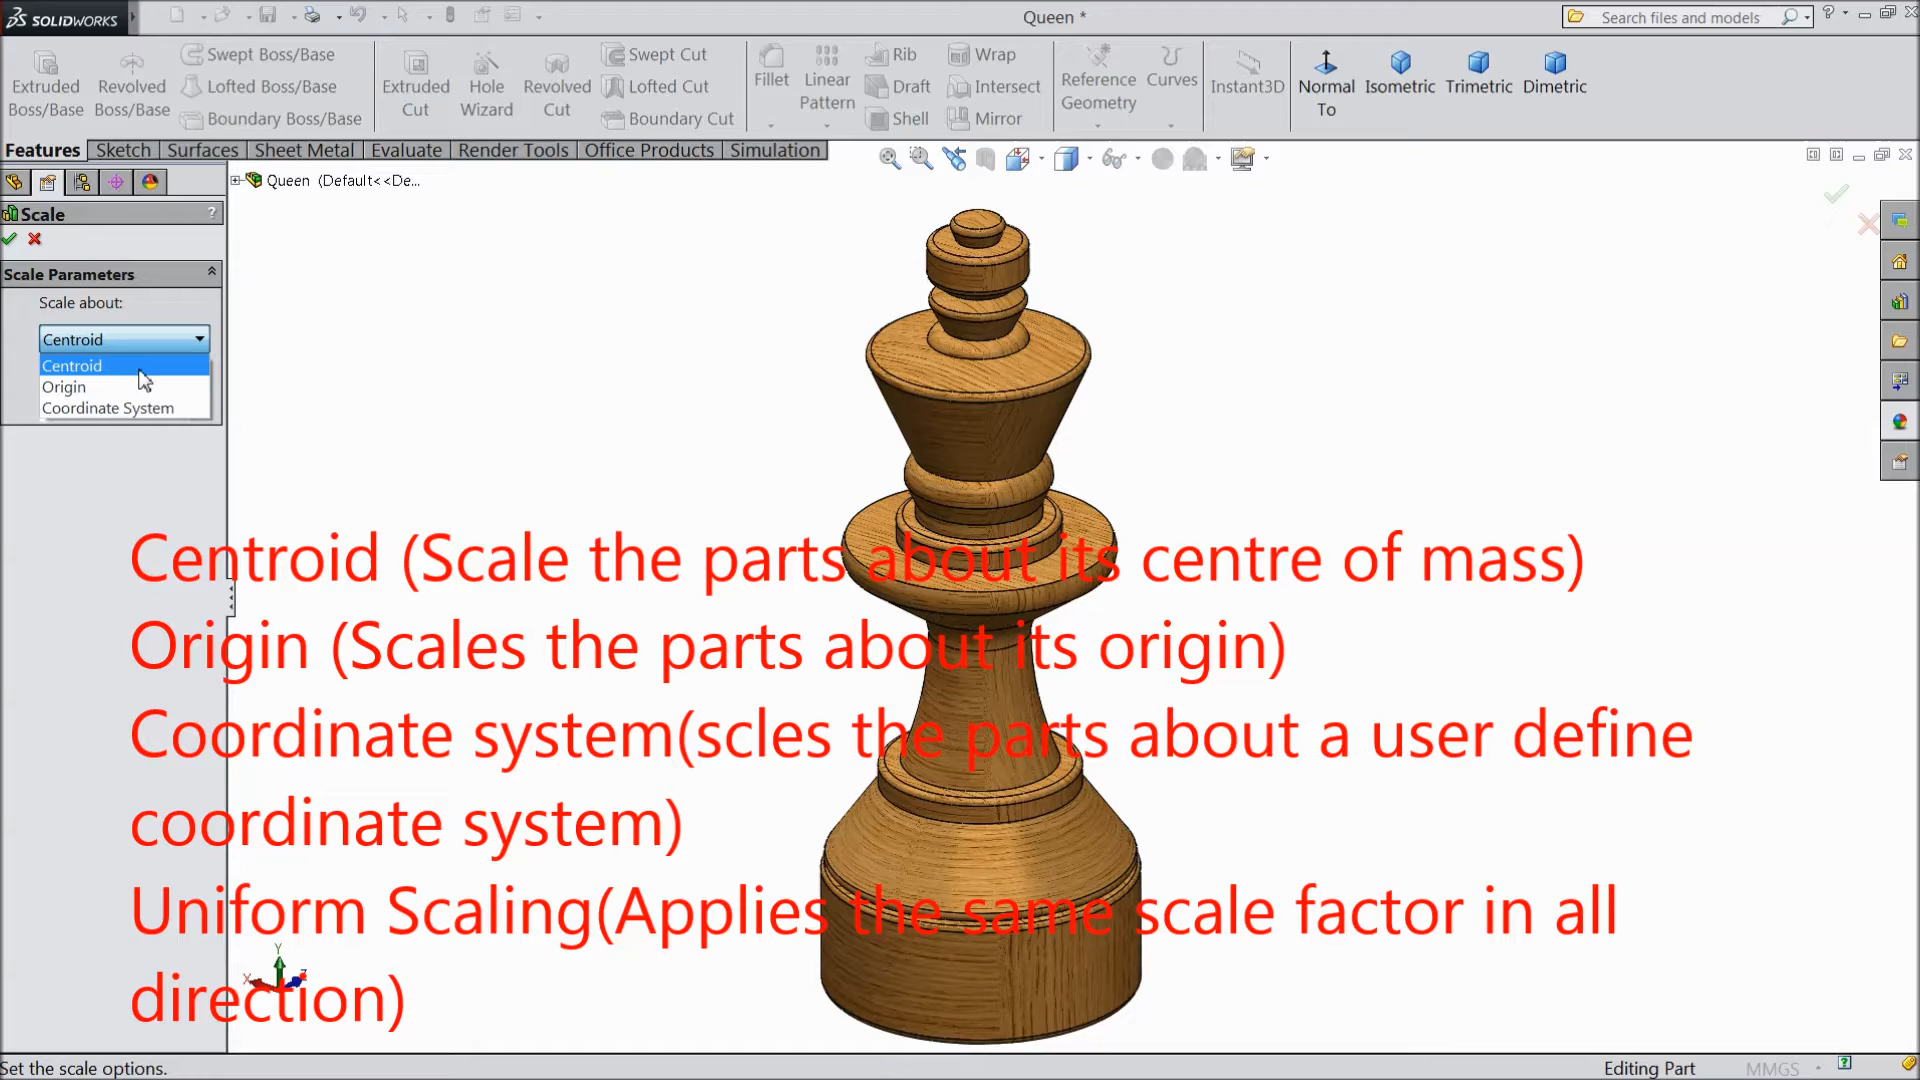 SOLIDWORKS
Queen *
Search files and models
Extruded Boss/Base
Revolved Boss/Base
Swept Boss/Base
Lofted Boss/Base
Boundary Boss/Base
Extruded Cut
Hole Wizard
Revolved Cut
Swept Cut
Lofted Cut
Boundary Cut
Fillet
Linear Pattern
Rib
Draft
Shell
Wrap
Intersect
Mirror
Reference Geometry
Curves
Instant3D
Normal To
Isometric
Trimetric
Dimetric
Features Sketch Surfaces Sheet Metal Evaluate Render Tools Office Products Simulation
Queen (Default<<De...
Scale ?
Scale Parameters
Scale about:
Centroid
Centroid
Origin
Coordinate System
Centroid (Scale the parts about its centre of mass)
Origin (Scales the parts about its origin)
Coordinate system(scles the parts about a user define
coordinate system)
Uniform Scaling(Applies the same scale factor in all
direction)
Y
X
Z
Set the scale options.
Editing Part
MMGS